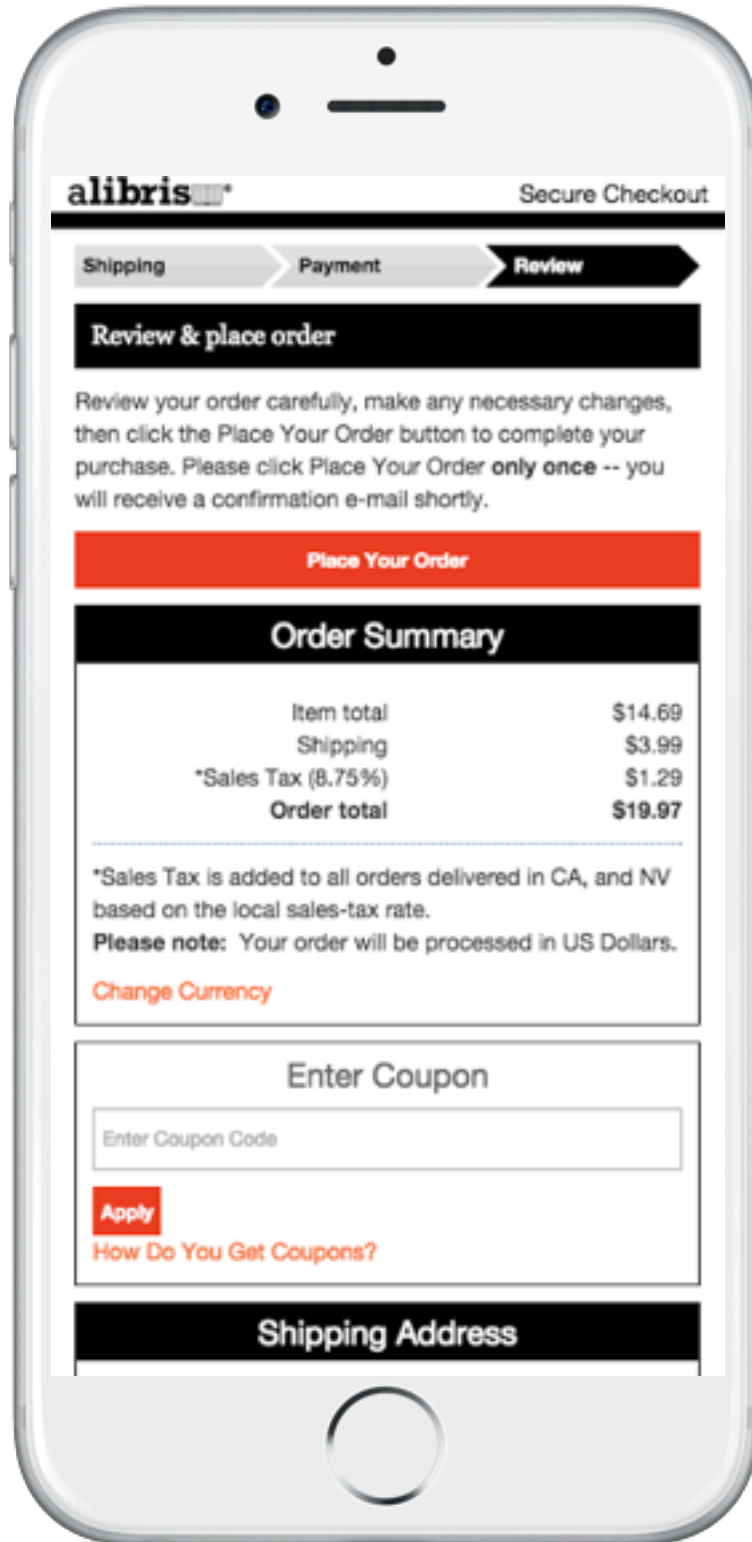 alibris®
Secure Checkout
Shipping
Payment
Review
Review & place order
Review your order carefully, make any necessary changes,
then click the Place Your Order button to complete your
purchase. Please click Place Your Order only once -- you
will receive a confirmation e-mail shortly.
Place Your Order
Order Summary
Item total $14.69
Shipping $3.99
*Sales Tax (8.75%) $1.29
Order total $19.97
*Sales Tax is added to all orders delivered in CA, and NV
based on the local sales-tax rate.
Please note: Your order will be processed in US Dollars.
Change Currency
Enter Coupon
Enter Coupon Code
Apply
How Do You Get Coupons?
Shipping Address